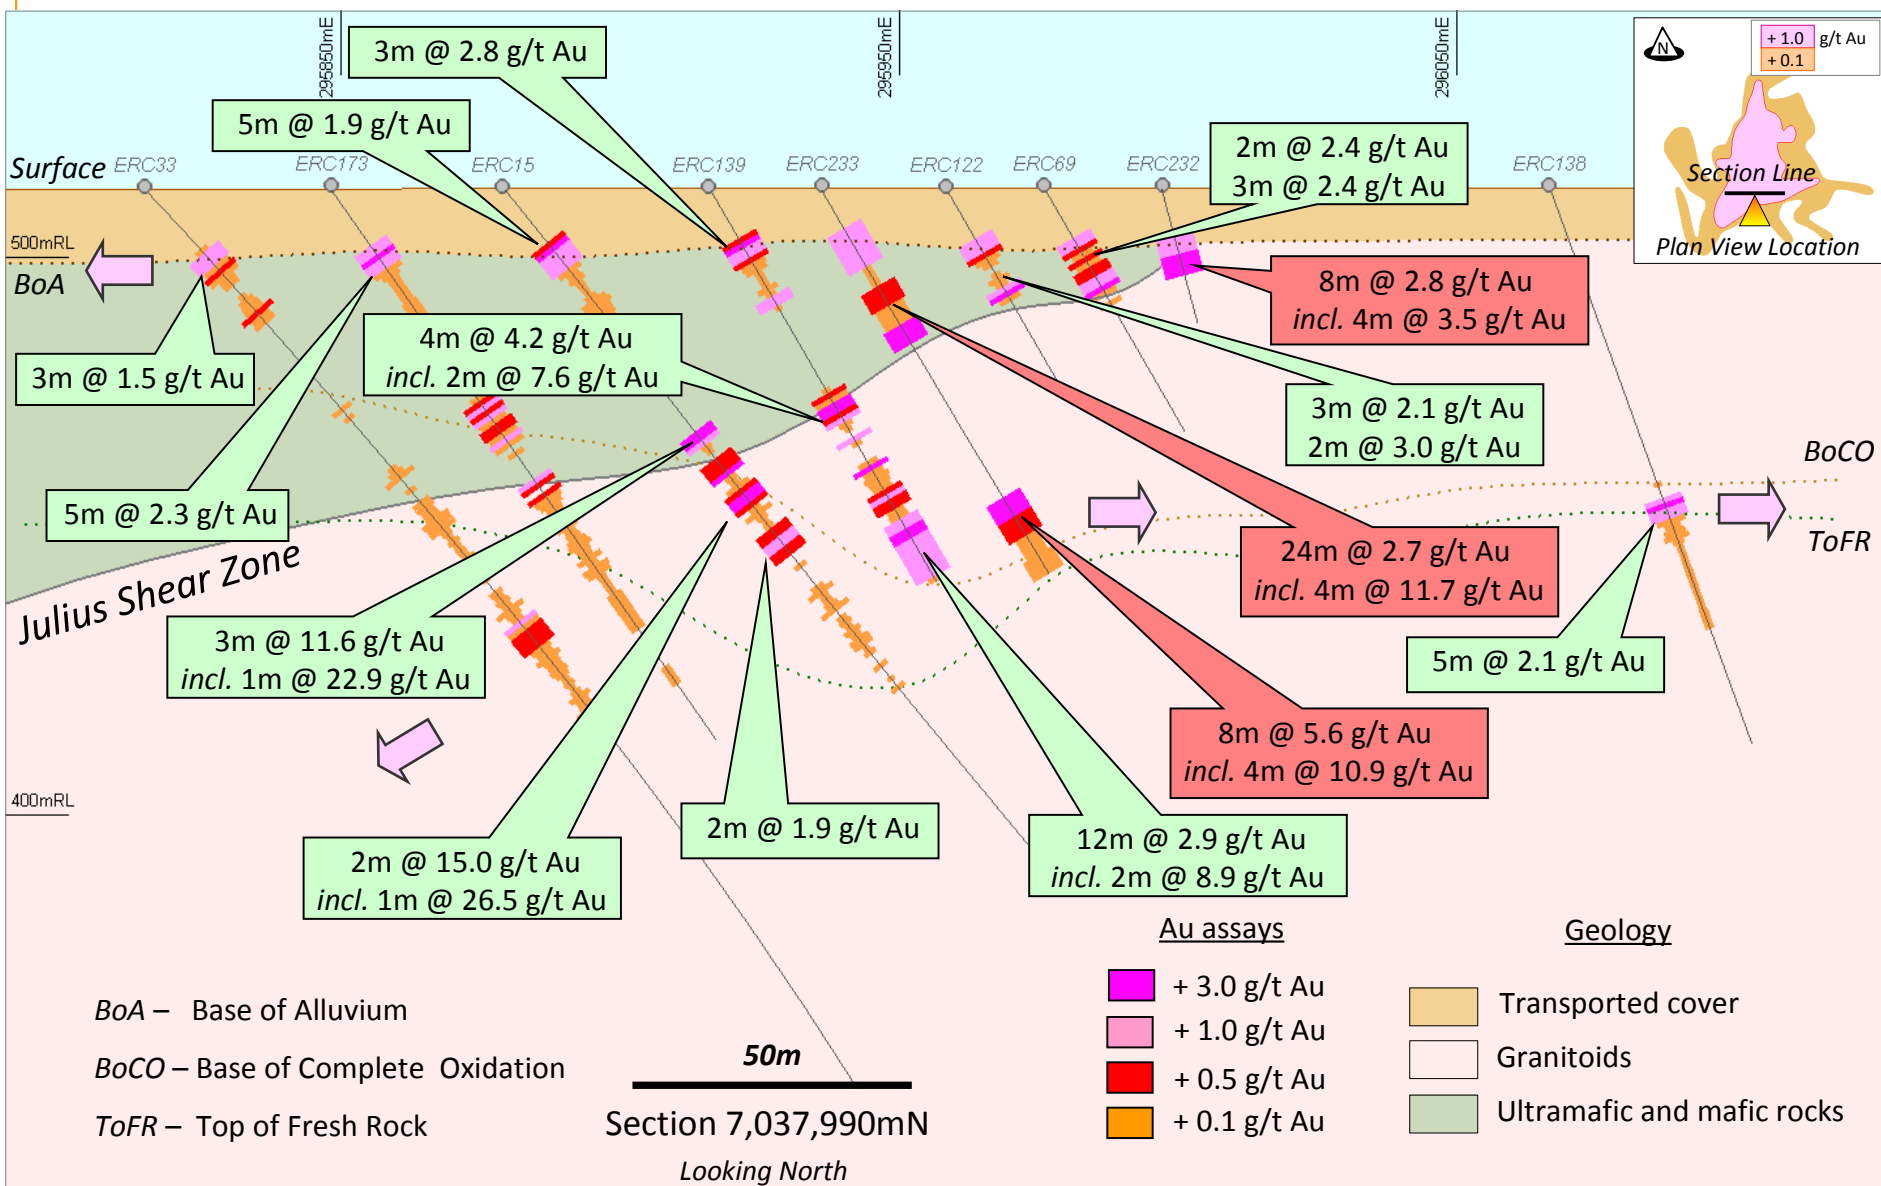 295850mE
295950mE
296050mE
N
+ 1.0 g/t Au
+ 0.1
Section Line
Plan View Location
3m @ 2.8 g/t Au
5m @ 1.9 g/t Au
2m @ 2.4 g/t Au
3m @ 2.4 g/t Au
Surface
ERC33
ERC173
ERC15
ERC139
ERC233
ERC122
ERC69
ERC232
ERC138
500mRL
BoA
8m @ 2.8 g/t Au
incl. 4m @ 3.5 g/t Au
3m @ 1.5 g/t Au
4m @ 4.2 g/t Au
incl. 2m @ 7.6 g/t Au
3m @ 2.1 g/t Au
2m @ 3.0 g/t Au
BoCO
5m @ 2.3 g/t Au
ToFR
24m @ 2.7 g/t Au
incl. 4m @ 11.7 g/t Au
Julius Shear Zone
3m @ 11.6 g/t Au
incl. 1m @ 22.9 g/t Au
5m @ 2.1 g/t Au
8m @ 5.6 g/t Au
incl. 4m @ 10.9 g/t Au
400mRL
2m @ 1.9 g/t Au
12m @ 2.9 g/t Au
incl. 2m @ 8.9 g/t Au
2m @ 15.0 g/t Au
incl. 1m @ 26.5 g/t Au
Au assays
+ 3.0 g/t Au
+ 1.0 g/t Au
+ 0.5 g/t Au
+ 0.1 g/t Au
Geology
Transported cover
Granitoids
Ultramafic and mafic rocks
BoA – Base of Alluvium
BoCO – Base of Complete Oxidation
ToFR – Top of Fresh Rock
50m
Section 7,037,990mN
Looking North